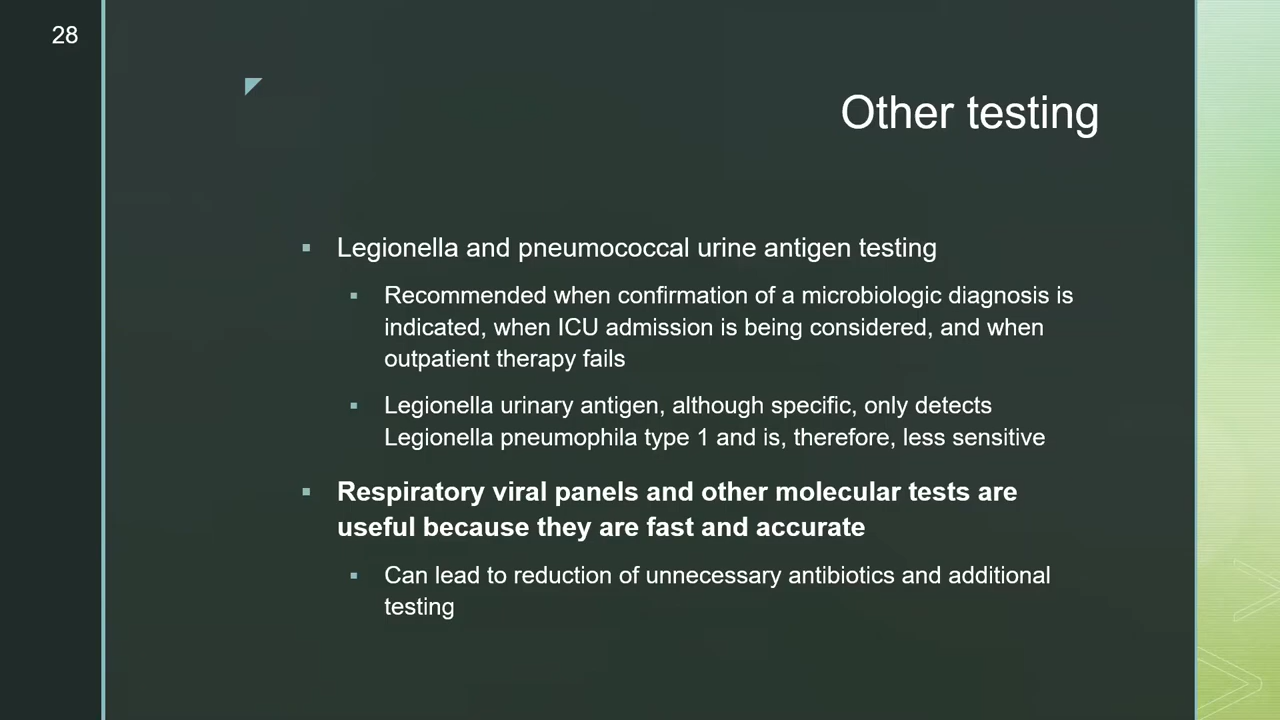 28
Other testing
Legionella and pneumococcal urine antigen testing
Recommended when confirmation of a microbiologic diagnosis is
indicated, when ICU admission is being considered, and when
outpatient therapy fails
Legionella urinary antigen, although specific, only detects
Legionella pneumophila type 1 and is, therefore, less sensitive
Respiratory viral panels and other molecular tests are
useful because they are fast and accurate
Can lead to reduction of unnecessary antibiotics and additional
testing